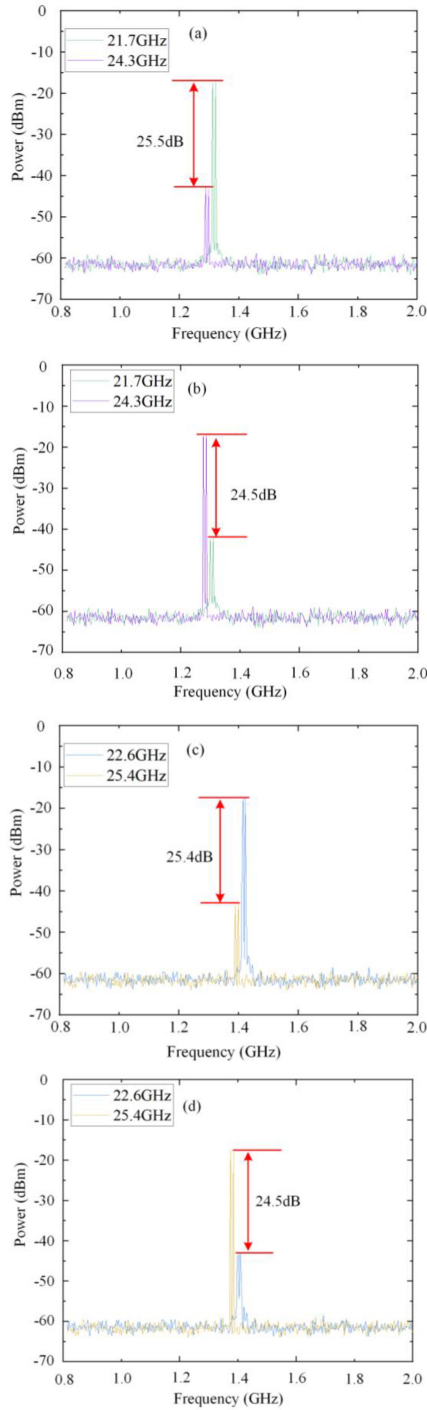 0
(a)
21.7GHz
24.3GHz
-10
-20
-30
25.5dB
-40
-50
-60
-70
Power (dBm)
0.8 1.0 1.2 1.4 1.6 1.8 2.0
Frequency (GHz)
0
(b)
21.7GHz
24.3GHz
-10
-20
-30
24.5dB
-40
-50
-60
-70
Power (dBm)
0.8 1.0 1.2 1.4 1.6 1.8 2.0
Frequency (GHz)
0
(c)
22.6GHz
25.4GHz
-10
-20
-30
25.4dB
-40
-50
-60
-70
Power (dBm)
0.8 1.0 1.2 1.4 1.6 1.8 2.0
Frequency (GHz)
0
(d)
22.6GHz
25.4GHz
-10
-20
-30
24.5dB
-40
-50
-60
-70
Power (dBm)
0.8 1.0 1.2 1.4 1.6 1.8 2.0
Frequency (GHz)